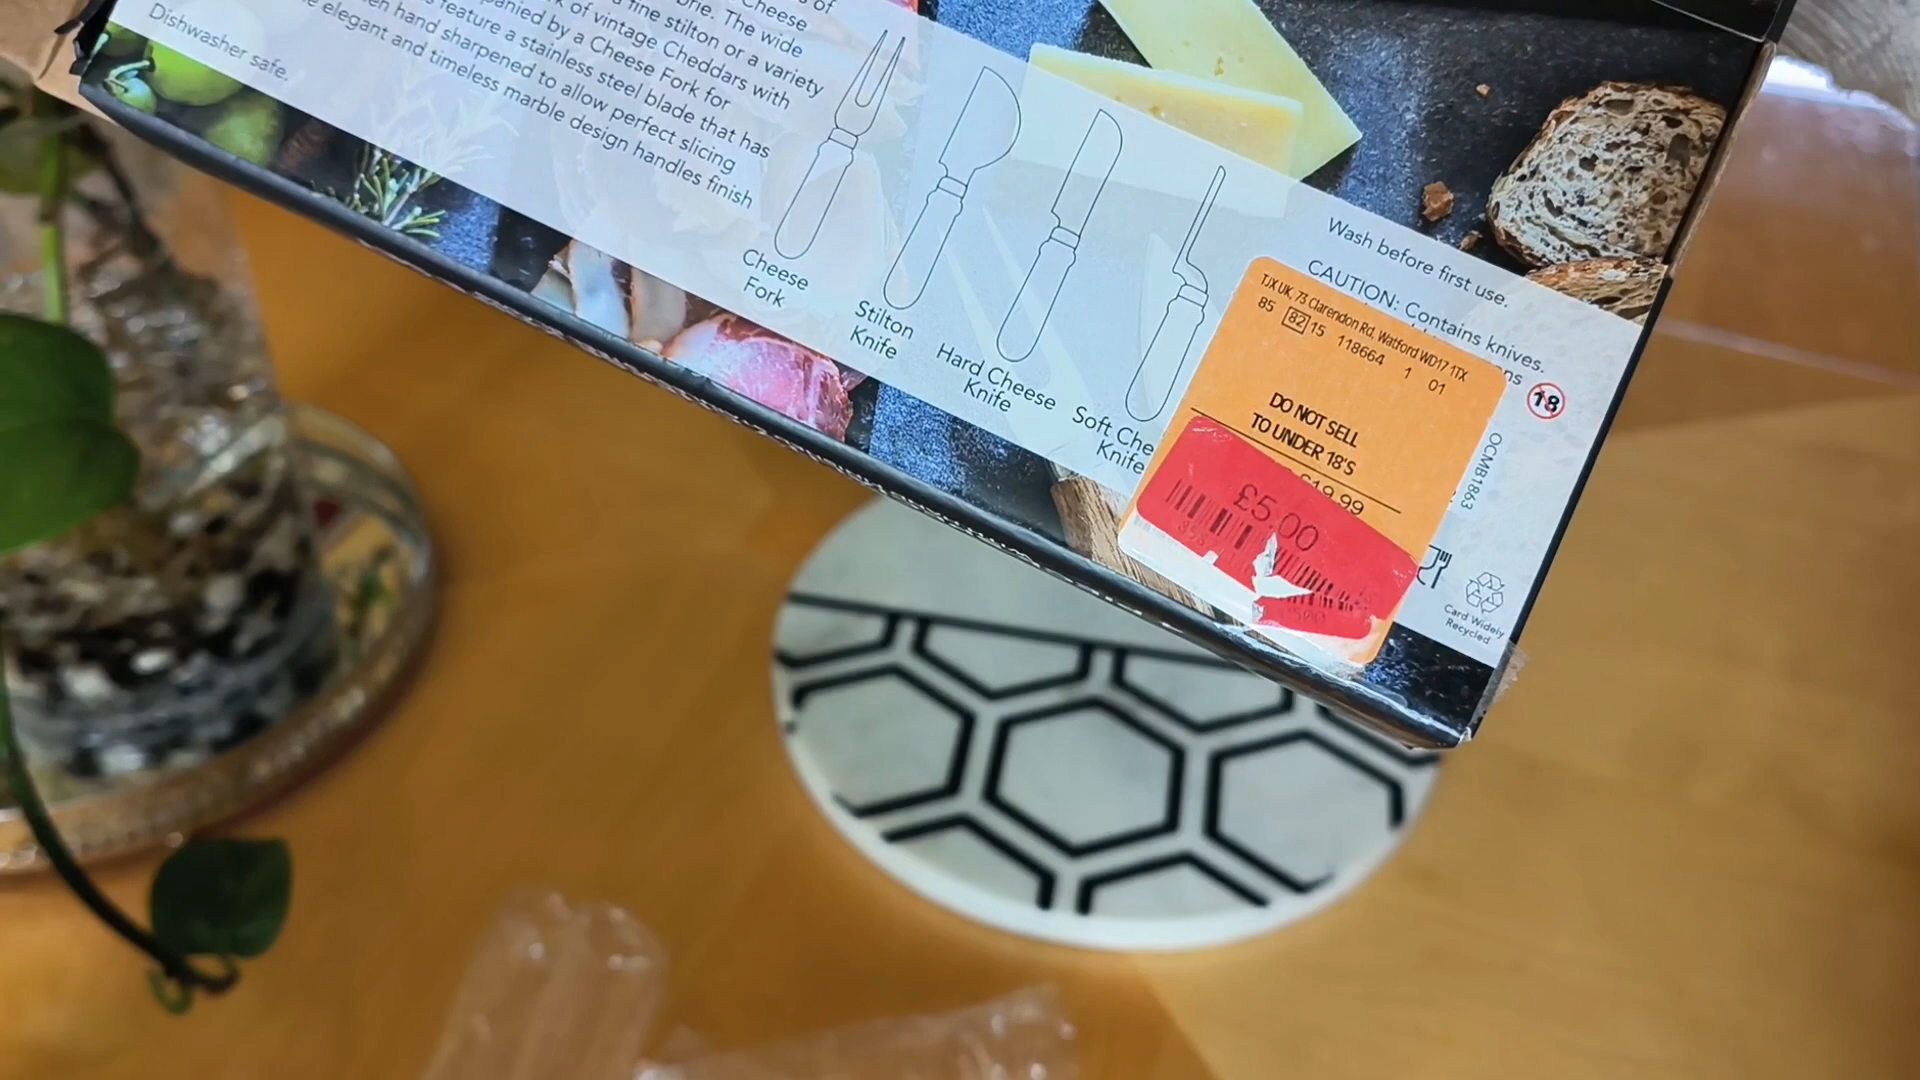 of
Cheese
brie. The wide
a fine stilton or a variety
of vintage Cheddars with
by a Cheese Fork for
feature a stainless steel blade that has
hand sharpened to allow perfect slicing
elegant and timeless marble design handles finish
Dishwasher safe.
Cheese
Fork
Stilton
Knife
Hard Cheese
Knife
Soft Che
Knife
Wash before first use.
CAUTION: Contains knives.
18
TJX UK, 73 Clarendon Rd, Watford WD17 1TX
85 82 15 118664 1 01
DO NOT SELL
TO UNDER 18'S
£19.99
£5.00
OCMB1863
Card Widely
Recycled